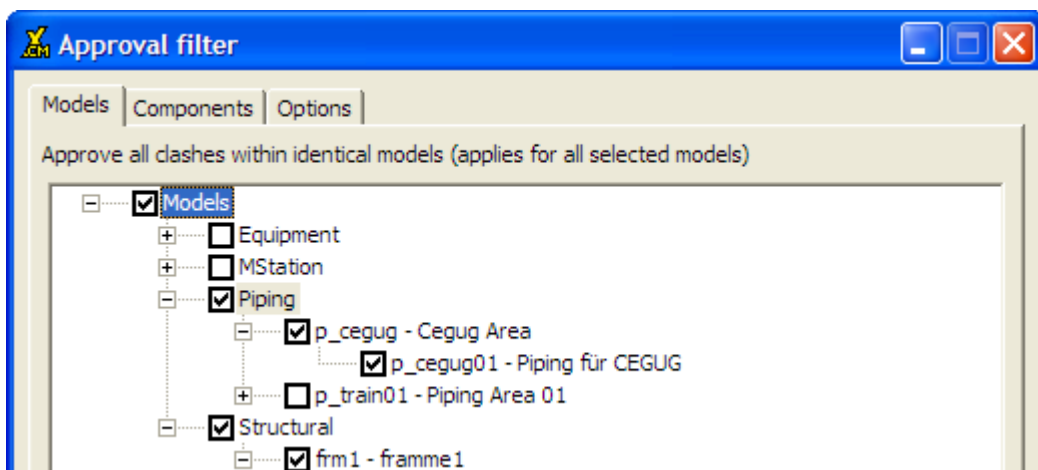 Approval filter
Models Components Options
Approve all clashes within identical models (applies for all selected models)
Models
Equipment
MStation
Piping
p_cegug - Cegug Area
p_cegug01 - Piping für CEGUG
p_train01 - Piping Area 01
Structural
frm1 - framme1